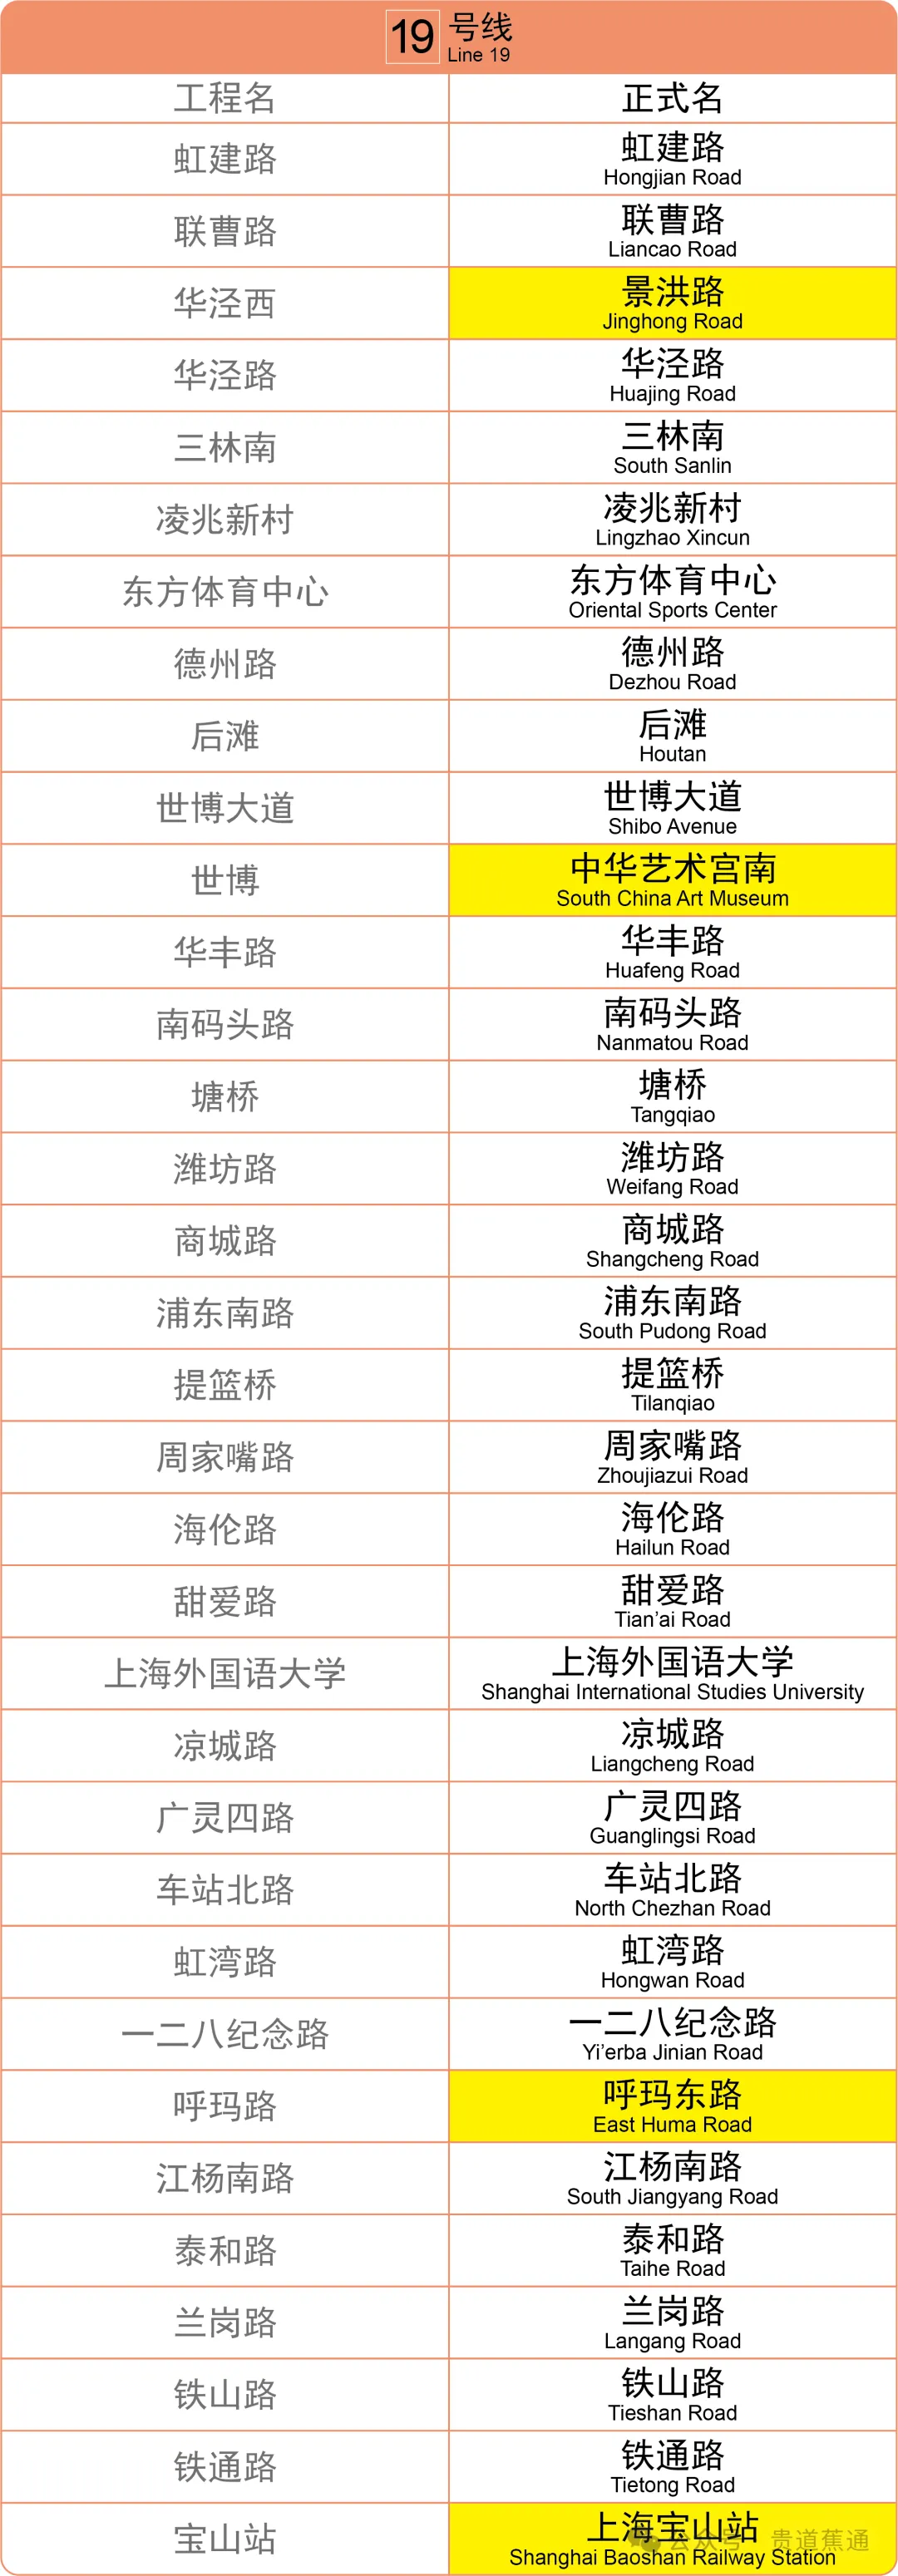 19 号线
Line 19
工程名 正式名
虹建路 虹建路
Hongjian Road
联曹路 联曹路
Liancao Road
华泾西 景洪路
Jinghong Road
华泾路 华泾路
Huajing Road
三林南 三林南
South Sanlin
凌兆新村 凌兆新村
Lingzhao Xincun
东方体育中心 东方体育中心
Oriental Sports Center
德州路 德州路
Dezhou Road
后滩 后滩
Houtan
世博大道 世博大道
Shibo Avenue
世博 中华艺术宫南
South China Art Museum
华丰路 华丰路
Huafeng Road
南码头路 南码头路
Nanmatou Road
塘桥 塘桥
Tangqiao
潍坊路 潍坊路
Weifang Road
商城路 商城路
Shangcheng Road
浦东南路 浦东南路
South Pudong Road
提篮桥 提篮桥
Tilanqiao
周家嘴路 周家嘴路
Zhoujiazui Road
海伦路 海伦路
Hailun Road
甜爱路 甜爱路
Tian’ai Road
上海外国语大学 上海外国语大学
Shanghai International Studies University
凉城路 凉城路
Liangcheng Road
广灵四路 广灵四路
Guanglingsi Road
车站北路 车站北路
North Chezhan Road
虹湾路 虹湾路
Hongwan Road
一二八纪念路 一二八纪念路
Yi’erba Jinian Road
呼玛路 呼玛东路
East Huma Road
江杨南路 江杨南路
South Jiangyang Road
泰和路 泰和路
Taihe Road
兰岗路 兰岗路
Langang Road
铁山路 铁山路
Tieshan Road
铁通路 铁通路
Tietong Road
宝山站 上海宝山站
公众号 · 贵道蕉通
Shanghai Baoshan Railway Station